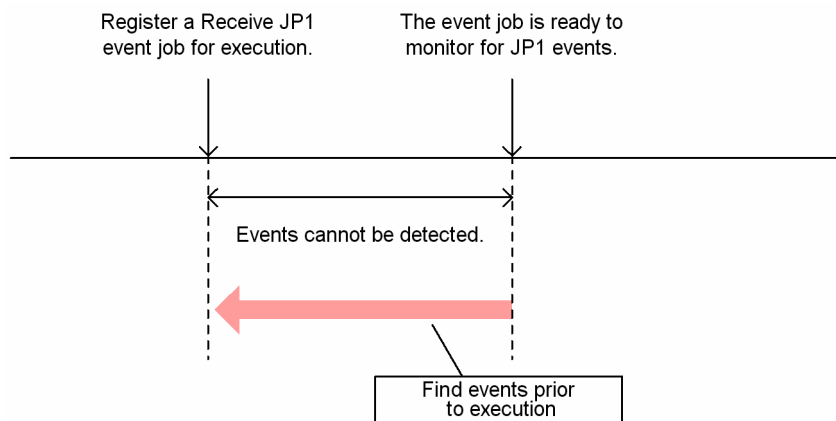 Register a Receive JP1
event job for execution.
The event job is ready to
monitor for JP1 events.
Events cannot be detected.
Find events prior
to execution